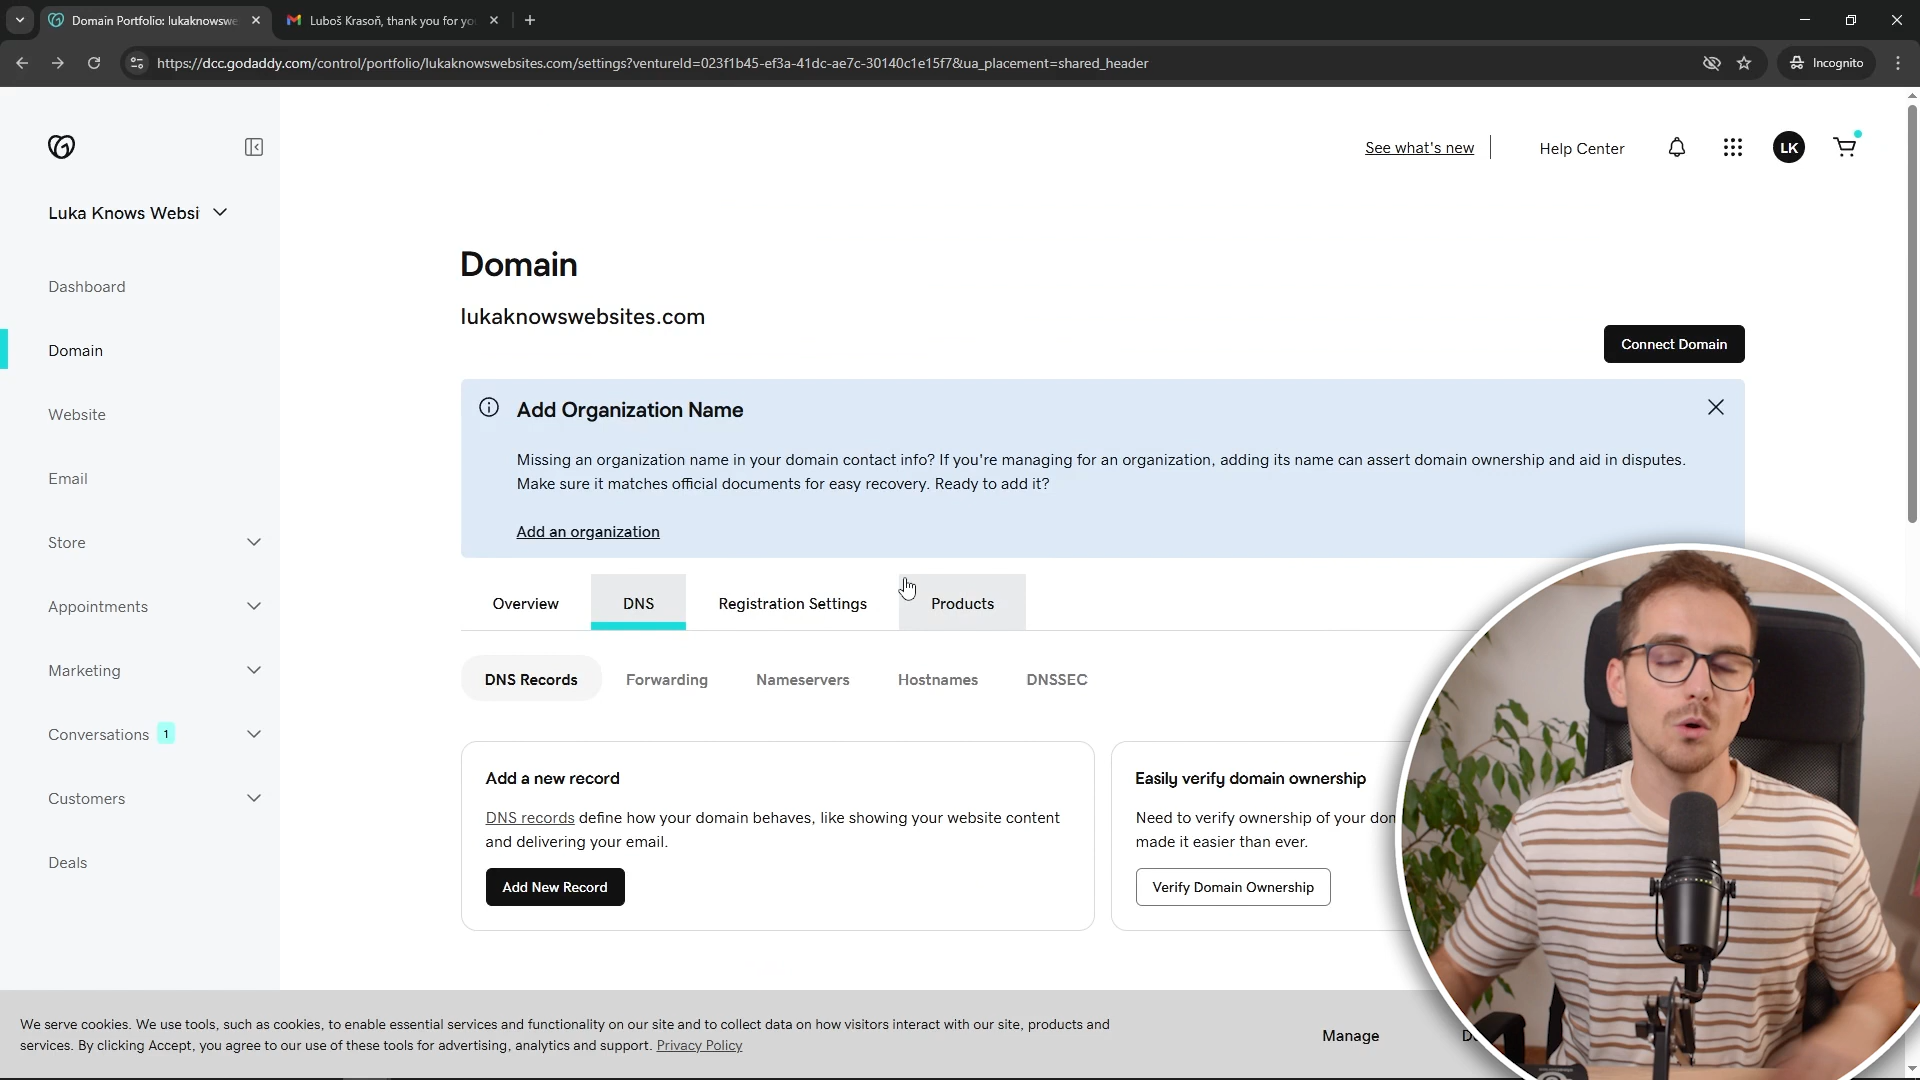 Domain Portfolio: lukaknowswe
Luboš Krasoň, thank you for yo
https://dcc.godaddy.com/control/portfolio/lukaknowswebsites.com/settings?ventureId=023f1b45-ef3a-41dc-ae7c-30140c1e15f7&ua_placement=shared_header
Incognito
See what's new
Help Center
LK
Luka Knows Websi
Dashboard
Domain
Website
Email
Store
Appointments
Marketing
Conversations 1
Customers
Deals
Domain
lukaknowswebsites.com
Connect Domain
Add Organization Name
Missing an organization name in your domain contact info? If you're managing for an organization, adding its name can assert domain ownership and aid in disputes.
Make sure it matches official documents for easy recovery. Ready to add it?
Add an organization
Overview DNS Registration Settings Products
DNS Records Forwarding Nameservers Hostnames DNSSEC
Add a new record
DNS records define how your domain behaves, like showing your website content
and delivering your email.
Add New Record
Easily verify domain ownership
Need to verify ownership of your
made it easier than ever.
Verify Domain Ownership
We serve cookies. We use tools, such as cookies, to enable essential services and functionality on our site and to collect data on how visitors interact with our site, products and
services. By clicking Accept, you agree to our use of these tools for advertising, analytics and support. Privacy Policy
Manage